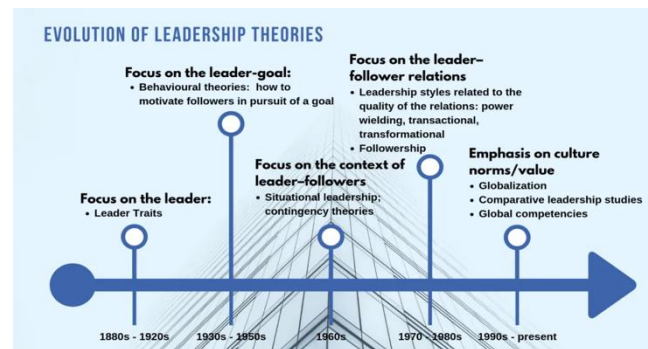 EVOLUTION OF LEADERSHIP THEORIES
Focus on the leader-goal:
• Behavioural theories: how to
motivate followers in pursuit of a goal
Focus on the leader–
follower relations
• Leadership styles related to the
quality of the relations: power
wielding, transactional,
transformational
• Followership
Focus on the context of
leader–followers
• Situational leadership;
contingency theories
Emphasis on culture
norms/value
• Globalization
• Comparative leadership studies
• Global competencies
Focus on the leader:
• Leader Traits
1880s - 1920s
1930s - 1950s
1960s
1970 - 1980s
1990s - present